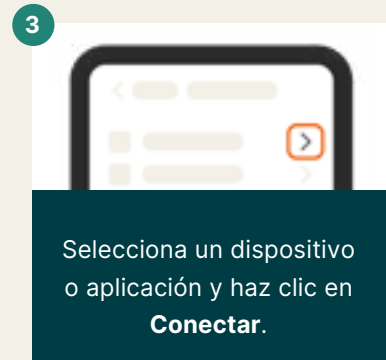 3
Selecciona un dispositivo
o aplicación y haz clic en
Conectar.